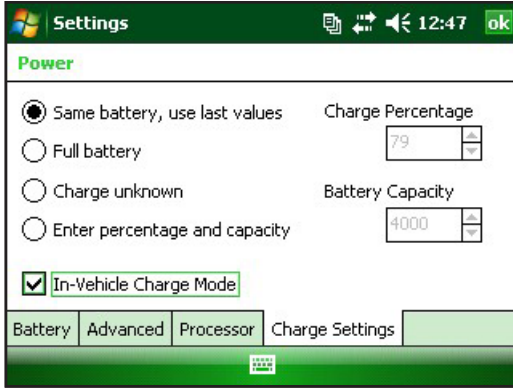 Settings 12:47 ok
Power
Same battery, use last values
Full battery
Charge unknown
Enter percentage and capacity
Charge Percentage
79
Battery Capacity
4000
In-Vehicle Charge Mode
Battery Advanced Processor Charge Settings